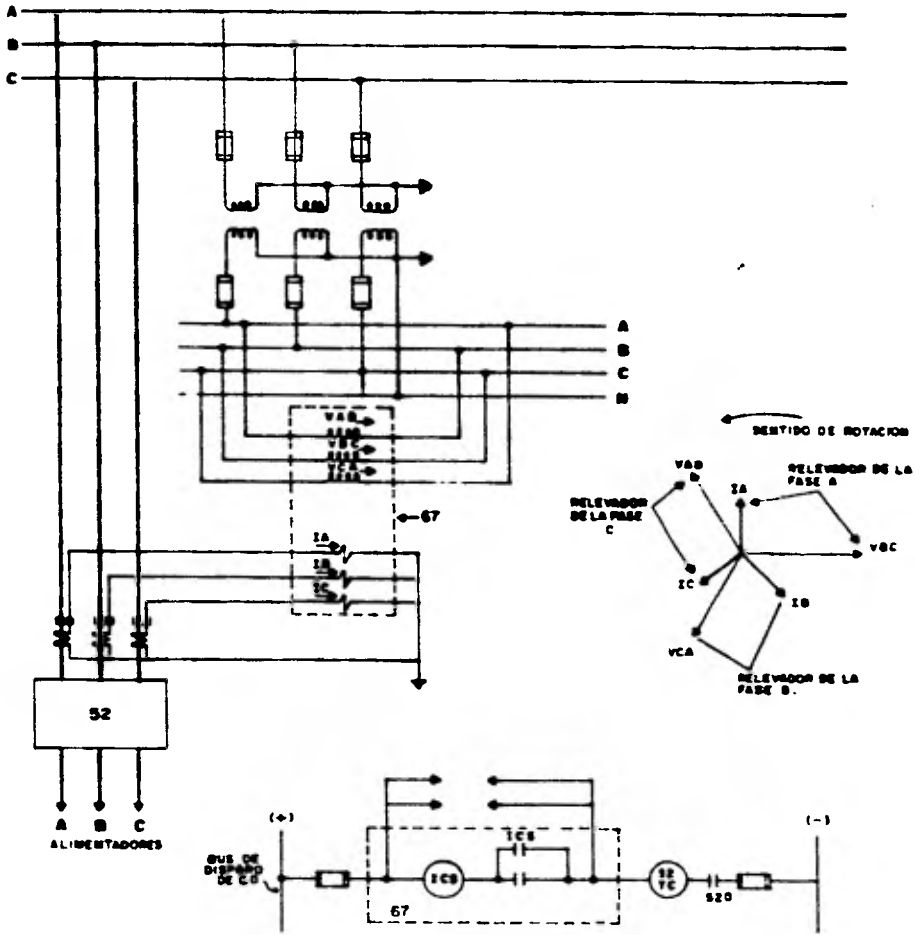 A
B
C
A
B
C
N
VAB
VBC
VCA
67
IA
IB
IC
52
A B C
ALIMENTADORES
SENTIDO DE ROTACION
VAB
IA
RELEVADOR DE LA
FASE A
RELEVADOR
DE LA FASE
C
VBC
IC
IB
VCA
RELEVADOR DE LA
FASE B.
(+)
(-)
BUS DE
DISPARO
DE C.D
ICS
ICS
52
TC
52a
67